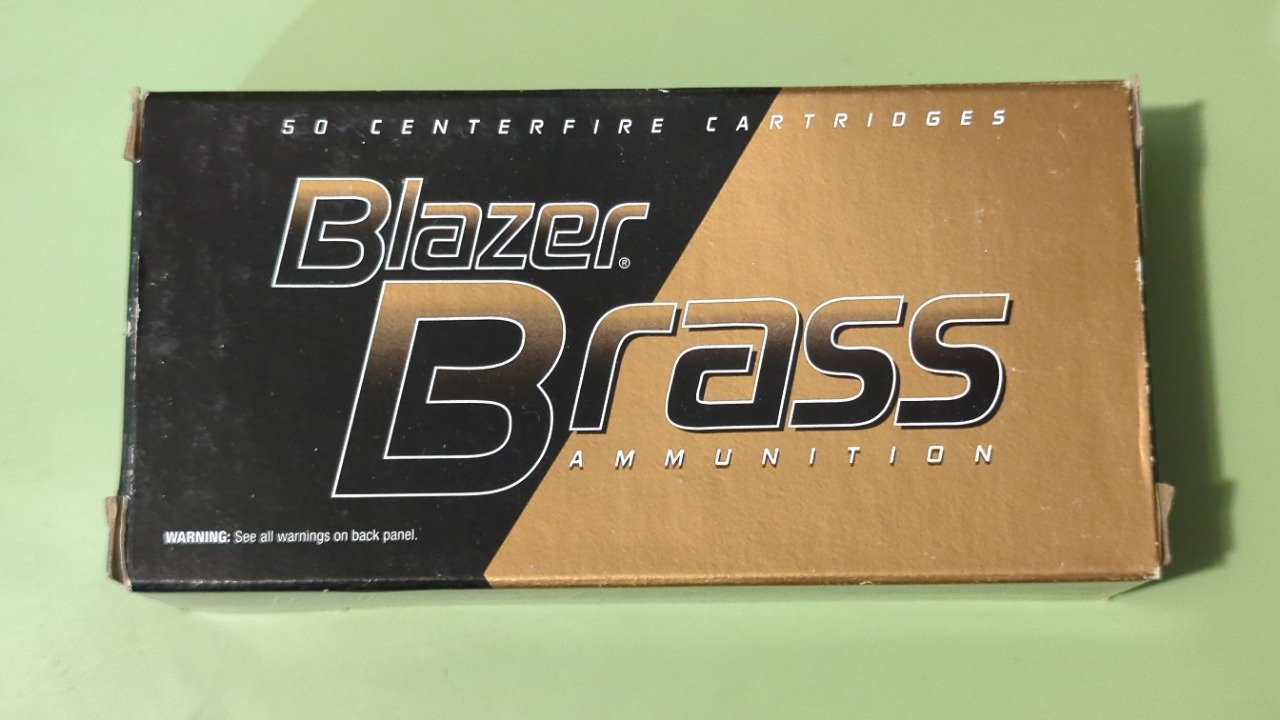 50 CENTERFIRE CARTRIDGES
Blazer®
Brass
AMMUNITION
WARNING: See all warnings on back panel.